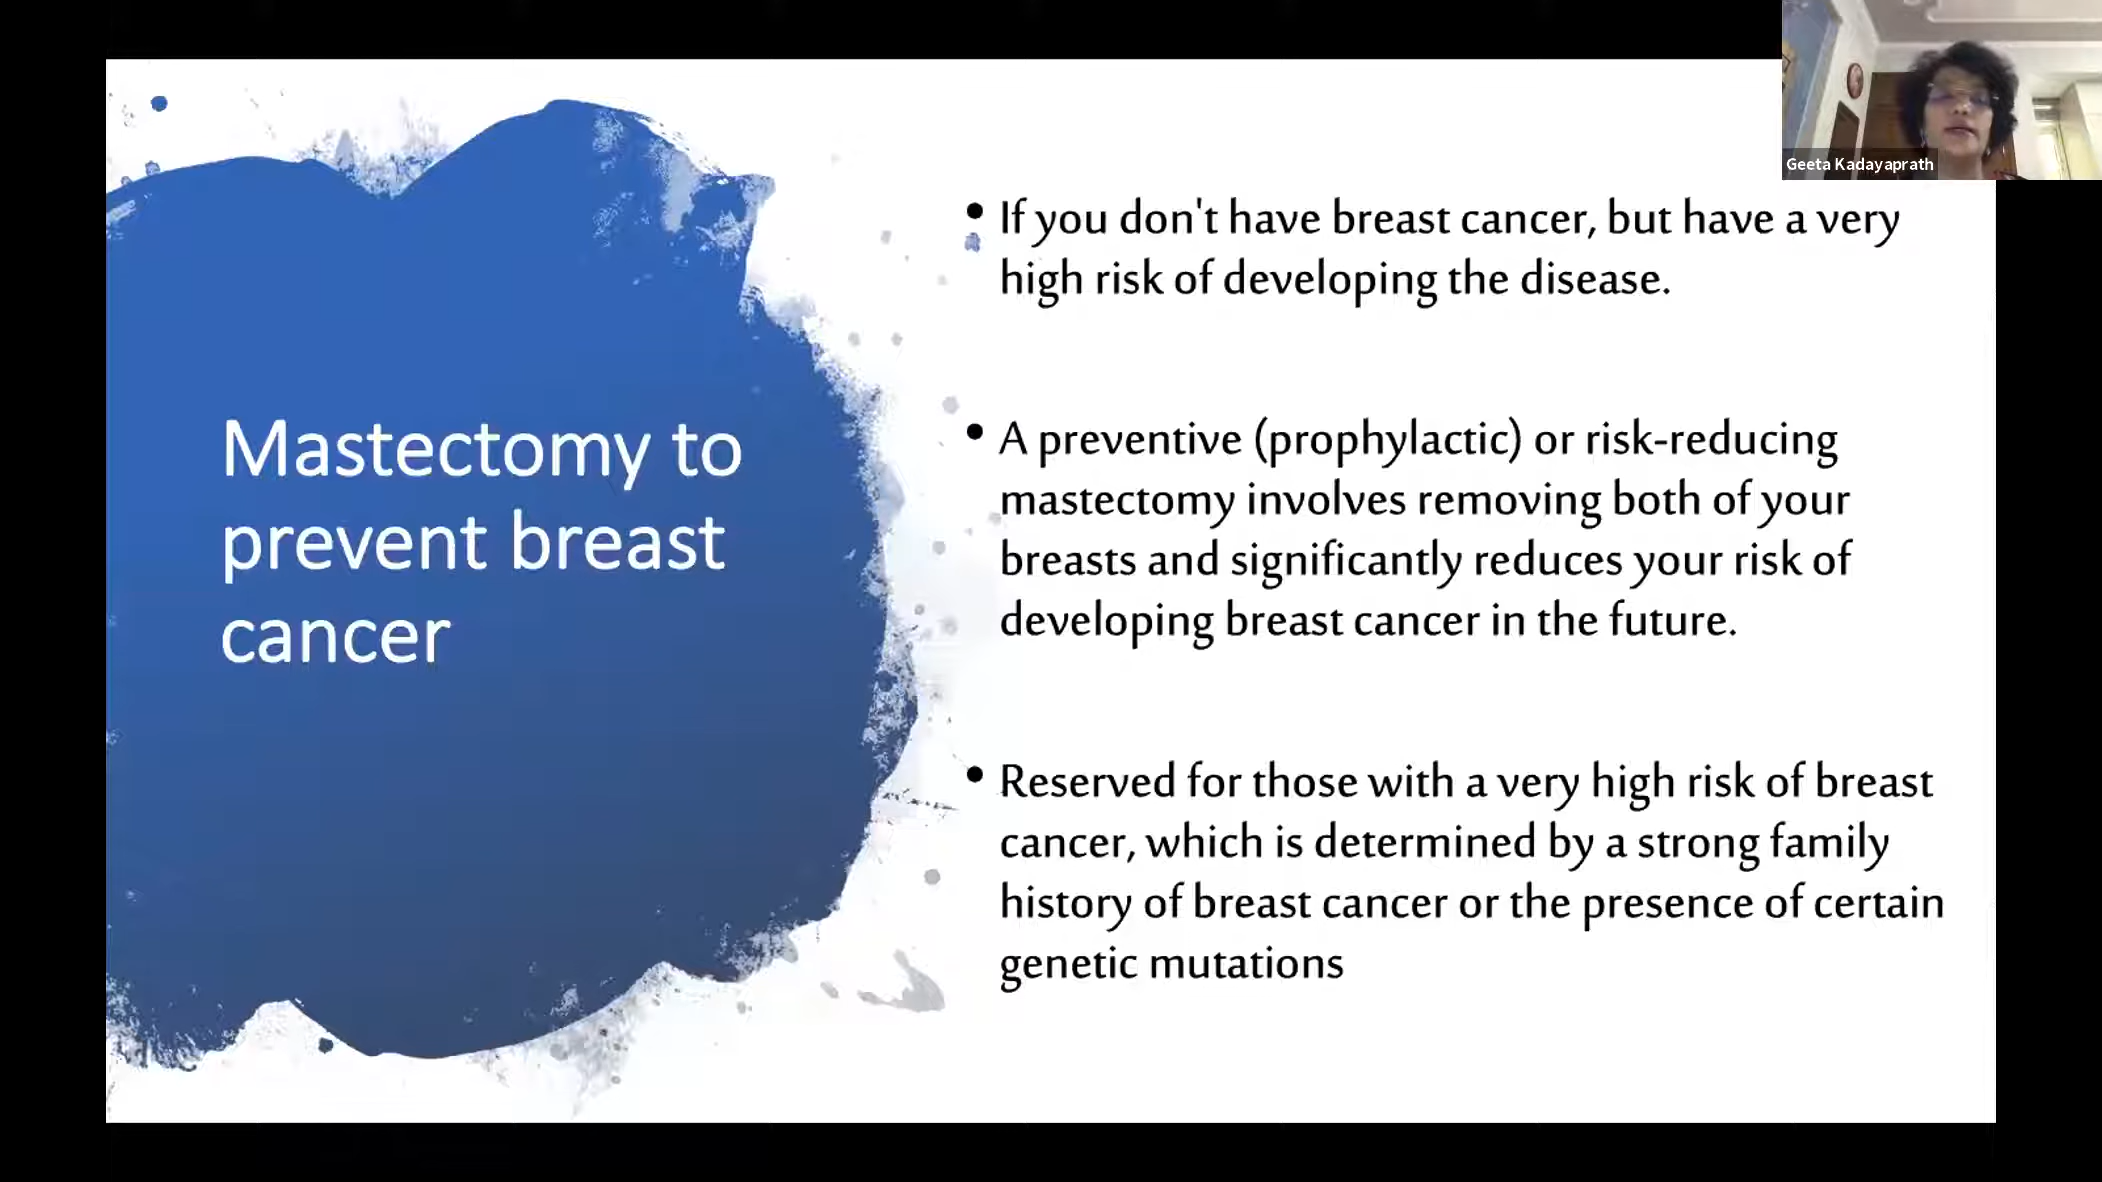 Geeta Kadayaprath
Mastectomy to
prevent breast
cancer
• If you don't have breast cancer, but have a very
high risk of developing the disease.
• A preventive (prophylactic) or risk-reducing
mastectomy involves removing both of your
breasts and significantly reduces your risk of
developing breast cancer in the future.
• Reserved for those with a very high risk of breast
cancer, which is determined by a strong family
history of breast cancer or the presence of certain
genetic mutations